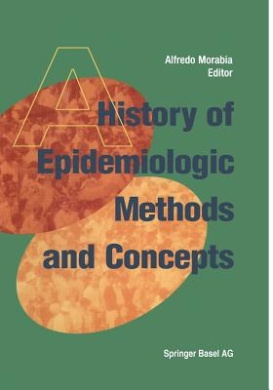 Alfredo Morabia
Editor
A History of
Epidemiologic
Methods
and Concepts
Springer Basel AG